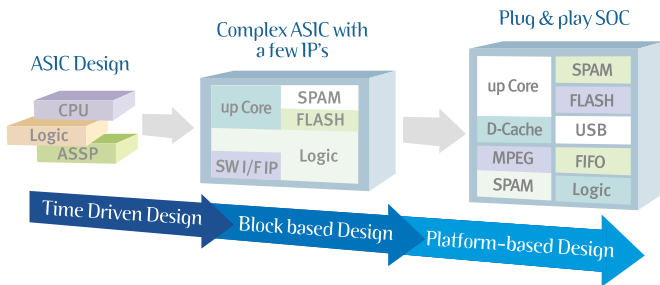 ASIC Design
CPU
Logic
ASSP
Complex ASIC with
a few IP's
up Core
SPAM
FLASH
Logic
SW I/F IP
Plug & play SOC
up Core
SPAM
FLASH
D-Cache
USB
MPEG
FIFO
SPAM
Logic
Time Driven Design
Block based Design
Platform-based Design